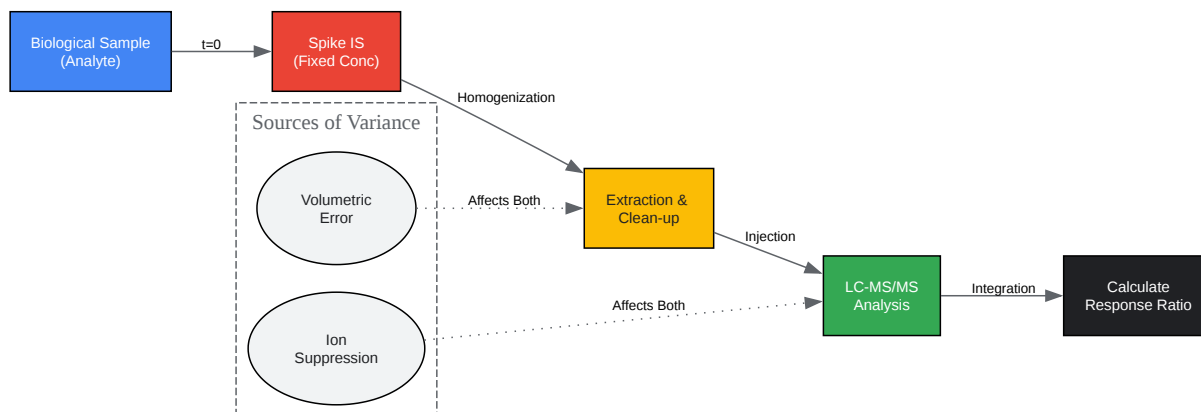 Biological Sample
(Analyte)
t=0
Spike IS
(Fixed Conc)
Homogenization
Sources of Variance
Volumetric
Error
Affects Both
Extraction &
Clean-up
Injection
Ion
Suppression
Affects Both
LC-MS/MS
Analysis
Integration
Calculate
Response Ratio